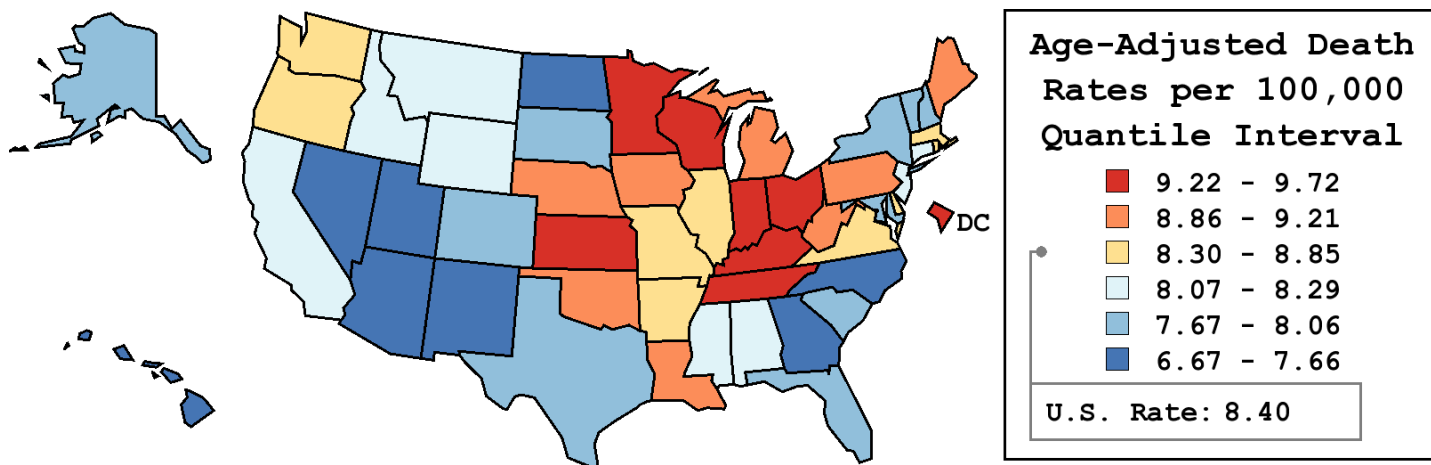 Age-Adjusted Death
Rates per 100,000
Quantile Interval
9.22 - 9.72
8.86 - 9.21
8.30 - 8.85
8.07 - 8.29
7.67 - 8.06
6.67 - 7.66
U.S. Rate: 8.40
DC